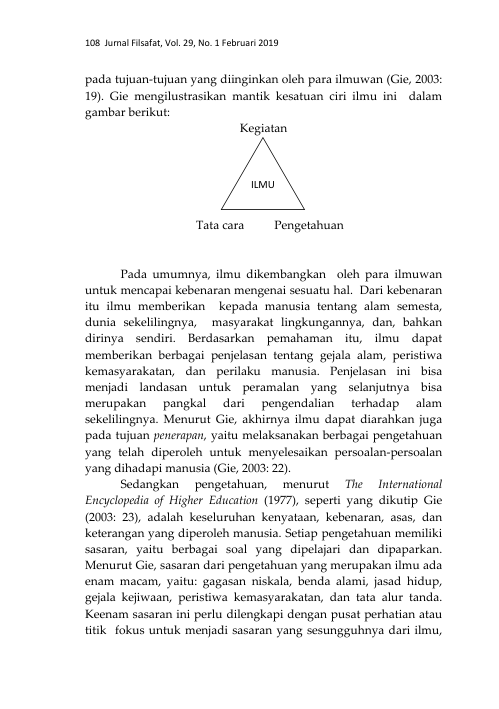 108 Jurnal Filsafat, Vol. 29, No. 1 Februari 2019
pada tujuan-tujuan yang diinginkan oleh para ilmuwan (Gie, 2003:
19). Gie mengilustrasikan mantik kesatuan ciri ilmu ini dalam
gambar berikut:
Kegiatan
ILMU
Tata cara Pengetahuan
Pada umumnya, ilmu dikembangkan oleh para ilmuwan
untuk mencapai kebenaran mengenai sesuatu hal. Dari kebenaran
itu ilmu memberikan kepada manusia tentang alam semesta,
dunia sekelilingnya, masyarakat lingkungannya, dan, bahkan
dirinya sendiri. Berdasarkan pemahaman itu, ilmu dapat
memberikan berbagai penjelasan tentang gejala alam, peristiwa
kemasyarakatan, dan perilaku manusia. Penjelasan ini bisa
menjadi landasan untuk peramalan yang selanjutnya bisa
merupakan pangkal dari pengendalian terhadap alam
sekelilingnya. Menurut Gie, akhirnya ilmu dapat diarahkan juga
pada tujuan penerapan, yaitu melaksanakan berbagai pengetahuan
yang telah diperoleh untuk menyelesaikan persoalan-persoalan
yang dihadapi manusia (Gie, 2003: 22).
Sedangkan pengetahuan, menurut The International
Encyclopedia of Higher Education (1977), seperti yang dikutip Gie
(2003: 23), adalah keseluruhan kenyataan, kebenaran, asas, dan
keterangan yang diperoleh manusia. Setiap pengetahuan memiliki
sasaran, yaitu berbagai soal yang dipelajari dan dipaparkan.
Menurut Gie, sasaran dari pengetahuan yang merupakan ilmu ada
enam macam, yaitu: gagasan niskala, benda alami, jasad hidup,
gejala kejiwaan, peristiwa kemasyarakatan, dan tata alur tanda.
Keenam sasaran ini perlu dilengkapi dengan pusat perhatian atau
titik fokus untuk menjadi sasaran yang sesungguhnya dari ilmu,